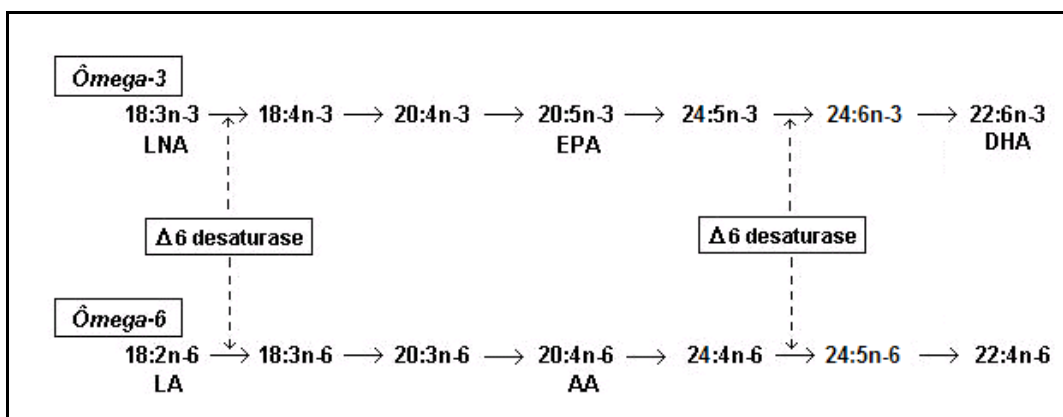 Ômega-3
18:3n-3 → 18:4n-3 → 20:4n-3 → 20:5n-3 → 24:5n-3 → 24:6n-3 → 22:6n-3
LNA EPA DHA
Δ6 desaturase Δ6 desaturase
Ômega-6
18:2n-6 → 18:3n-6 → 20:3n-6 → 20:4n-6 → 24:4n-6 → 24:5n-6 → 22:4n-6
LA AA